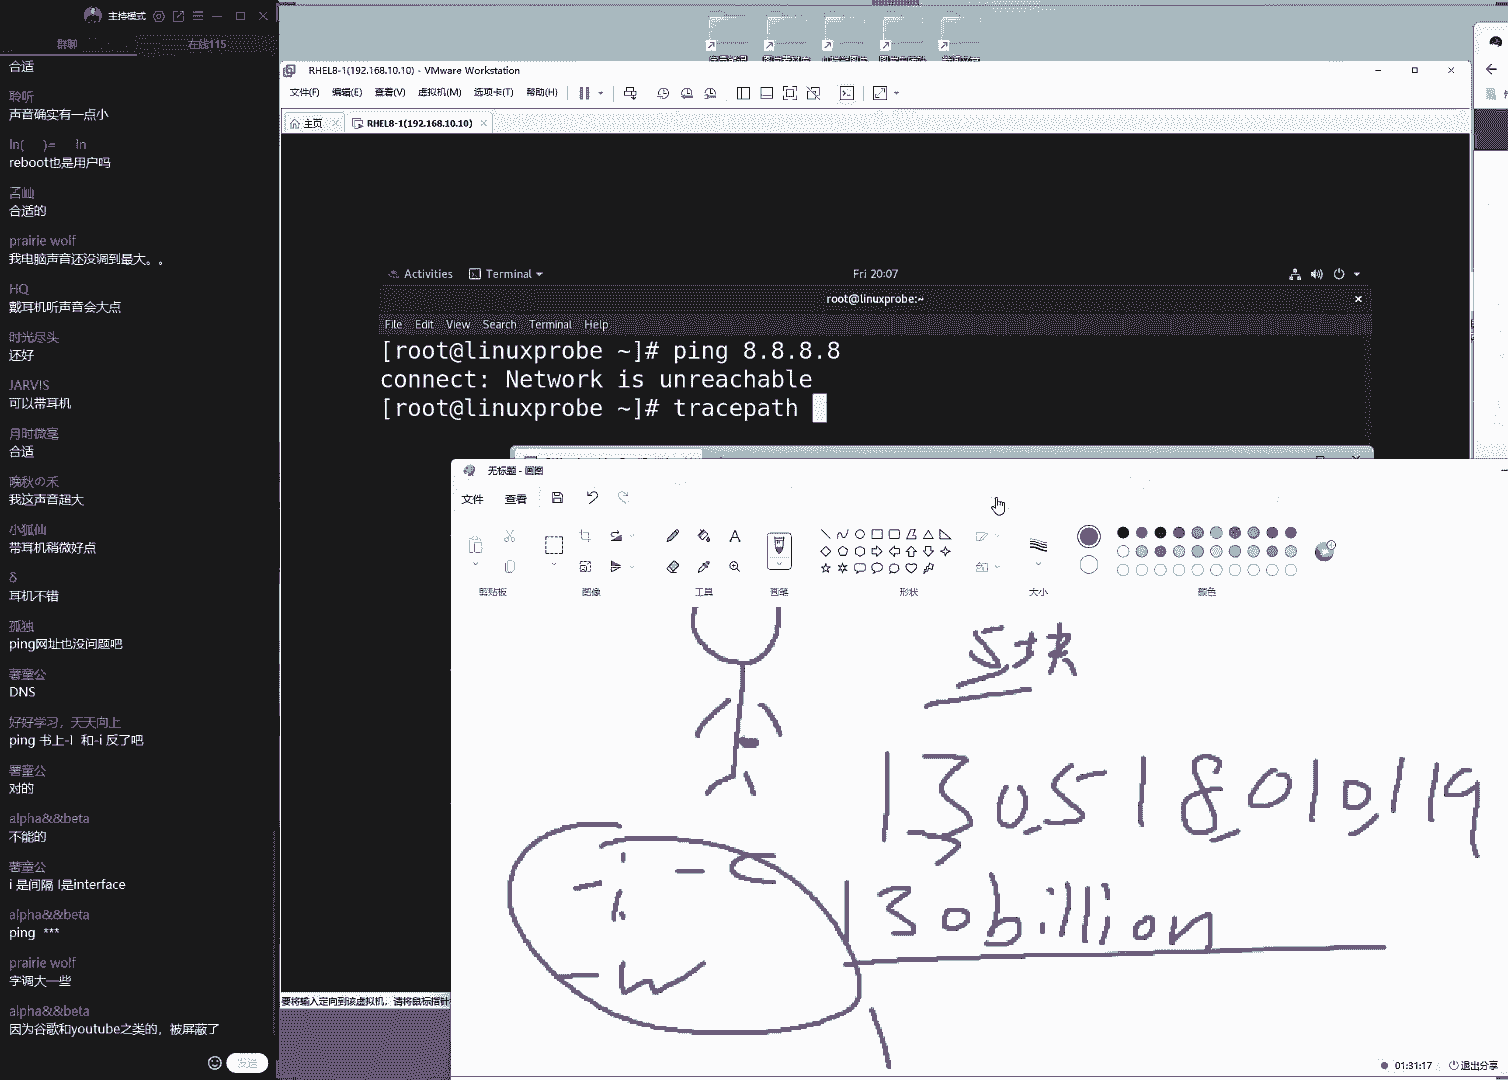 主持模式
群聊
在线115
合适
聆听
声音确实有一点小
reboot也是用户吗
合适的
prairie wolf
我电脑声音还没调到最大。。
HQ
戴耳机听声音会大点
时光尽头
还好
JARVIS
可以带耳机
月时微寒
合适
晚秋の禾
我这声音超大
小狐仙
带耳机稍微好点
δ
耳机不错
孤独
ping网址也没问题吧
薯童公
DNS
好好学习，天天向上
ping 书上-I  和-i 反了吧
薯童公
对的
alpha&&beta
不能的
薯童公
i 是间隔 I是interface
alpha&&beta
ping  ***
prairie wolf
字调大一些
alpha&&beta
因为谷歌和youtube之类的，被屏蔽了
发送
RHEL8-1(192.168.10.10) - VMware Workstation
文件(F) 编辑(E) 查看(V) 虚拟机(M) 选项卡(T) 帮助(H)
主页 RHEL8-1(192.168.10.10)
Activities Terminal Fri 20:07
root@linuxprobe:~
File Edit View Search Terminal Help
[root@linuxprobe ~]# ping 8.8.8.8
connect: Network is unreachable
[root@linuxprobe ~]# tracepath
要将输入定向到该虚拟机，请将鼠标指针
无标题 - 画图
文件 查看
剪贴板 图像 工具 画笔 形状 大小 颜色
5块
130,518,010,119
130billion
01:31:17 退出分享